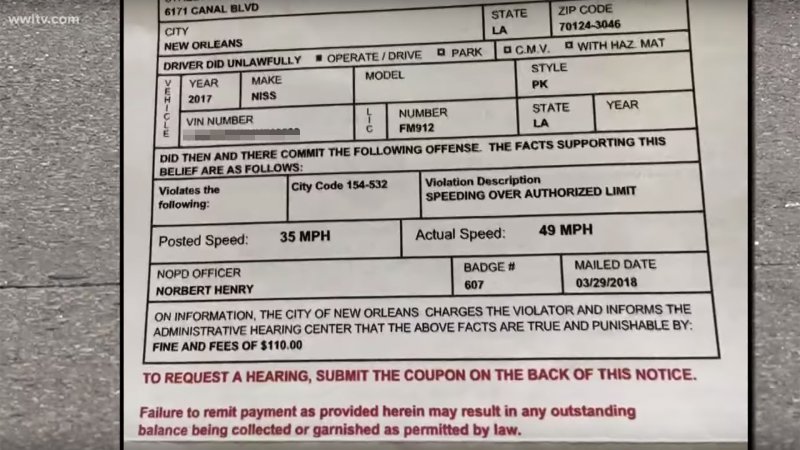 wwltv.com
6171 CANAL BLVD
CITY
NEW ORLEANS
STATE
LA
ZIP CODE
70124-3046
DRIVER DID UNLAWFULLY OPERATE / DRIVE PARK C.M.V. WITH HAZ. MAT
VEHICLE
YEAR
2017
MAKE
NISS
MODEL
STYLE
PK
VIN NUMBER
LIC
NUMBER
FM912
STATE
LA
YEAR
DID THEN AND THERE COMMIT THE FOLLOWING OFFENSE. THE FACTS SUPPORTING THIS
BELIEF ARE AS FOLLOWS:
Violates the
following:
City Code 154-532
Violation Description
SPEEDING OVER AUTHORIZED LIMIT
Posted Speed: 35 MPH
Actual Speed: 49 MPH
NOPD OFFICER
NORBERT HENRY
BADGE #
607
MAILED DATE
03/29/2018
ON INFORMATION, THE CITY OF NEW ORLEANS CHARGES THE VIOLATOR AND INFORMS THE
ADMINISTRATIVE HEARING CENTER THAT THE ABOVE FACTS ARE TRUE AND PUNISHABLE BY:
FINE AND FEES OF $110.00
TO REQUEST A HEARING, SUBMIT THE COUPON ON THE BACK OF THIS NOTICE.
Failure to remit payment as provided herein may result in any outstanding
balance being collected or garnished as permitted by law.